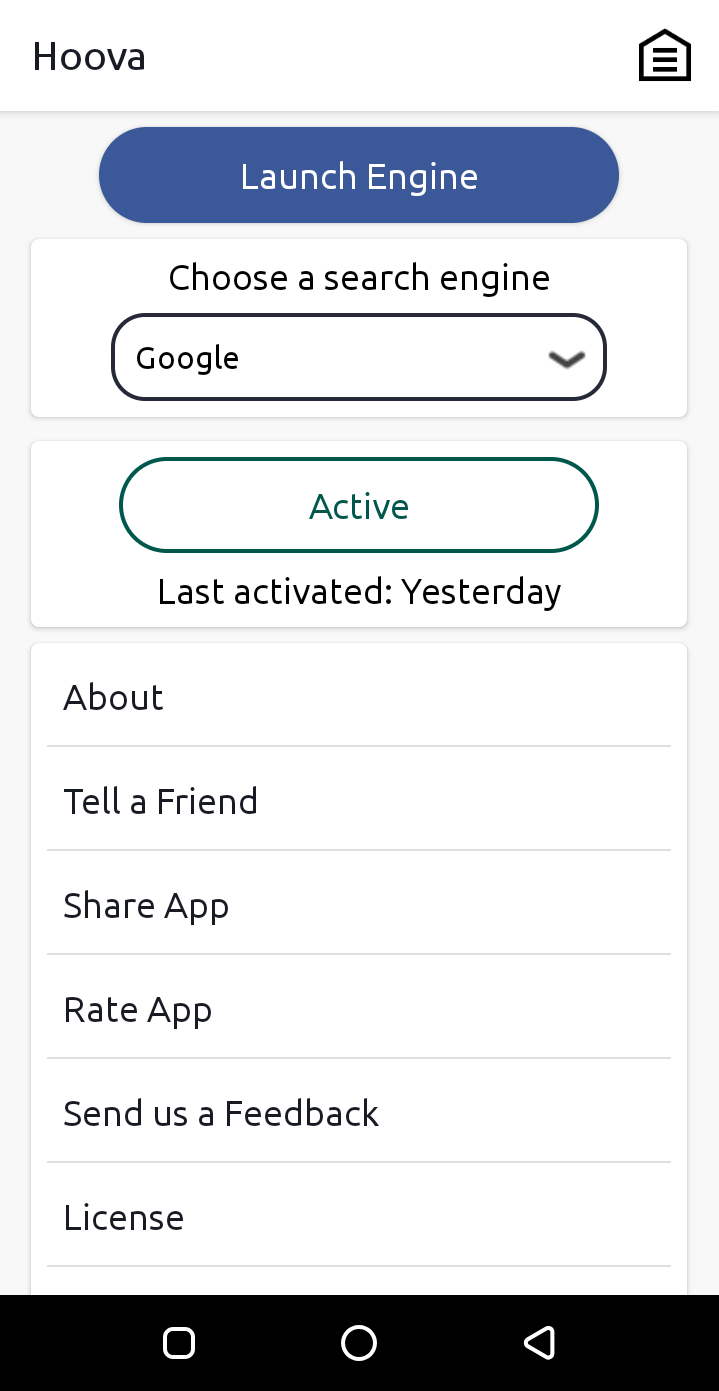 Hoova
Launch Engine
Choose a search engine
Google
Active
Last activated: Yesterday
About
Tell a Friend
Share App
Rate App
Send us a Feedback
License